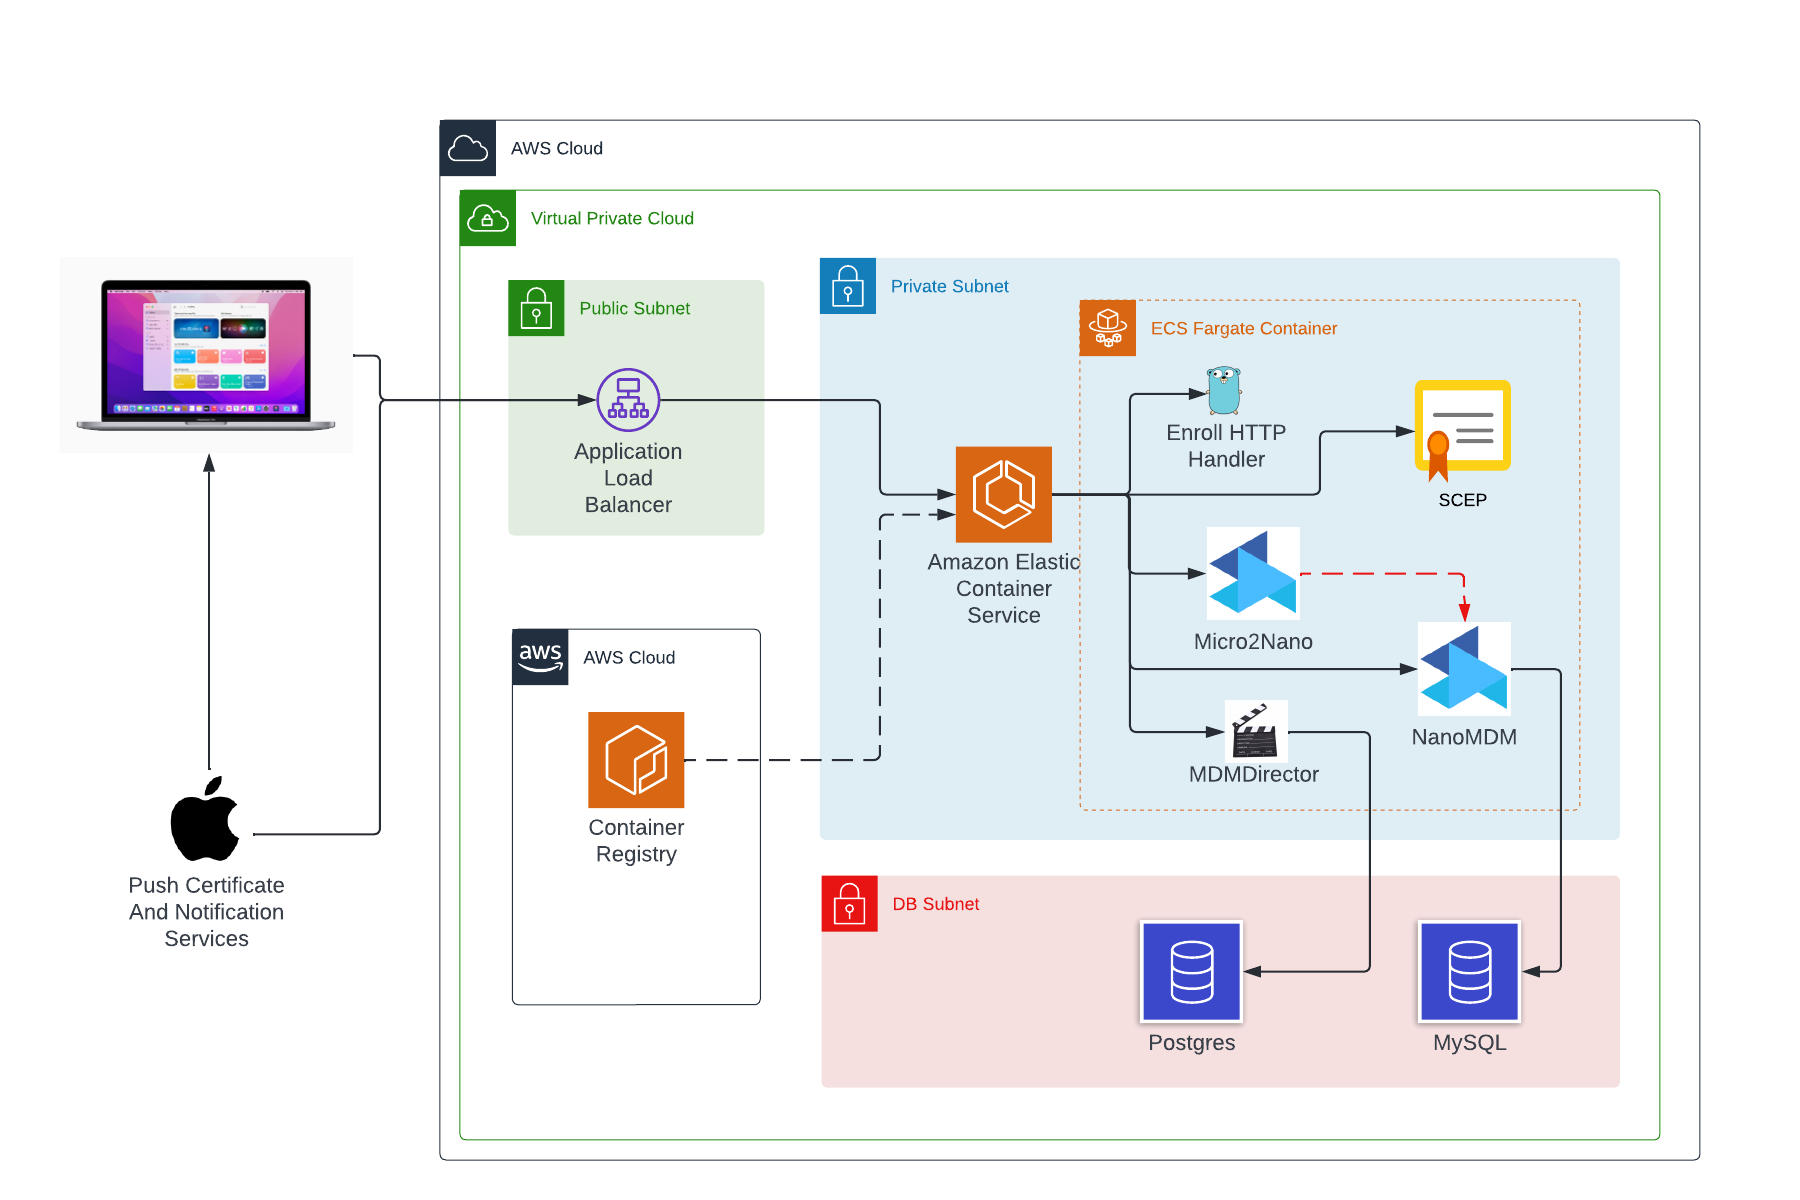 AWS Cloud
Virtual Private Cloud
Public Subnet
Application
Load
Balancer
Private Subnet
ECS Fargate Container
Enroll HTTP
Handler
SCEP
Amazon Elastic
Container
Service
Micro2Nano
NanoMDM
MDMDirector
aws
AWS Cloud
Container
Registry
Push Certificate
And Notification
Services
DB Subnet
Postgres
MySQL